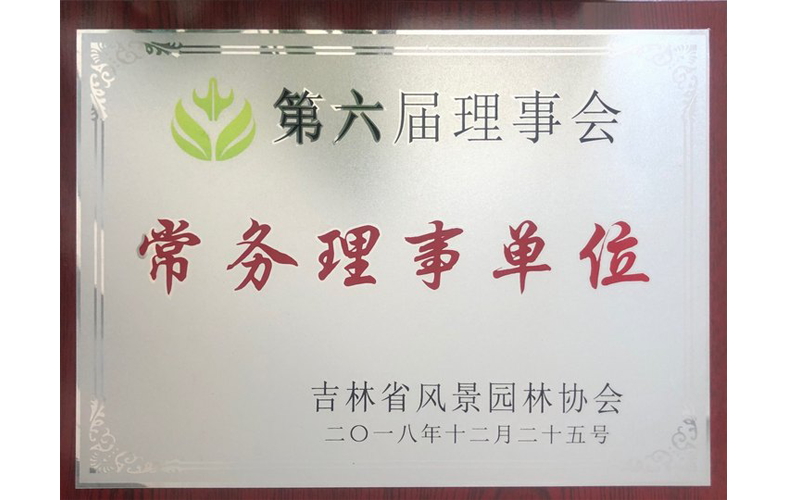 第六届理事会
常务理事单位
吉林省风景园林协会
二〇一八年十二月二十五号